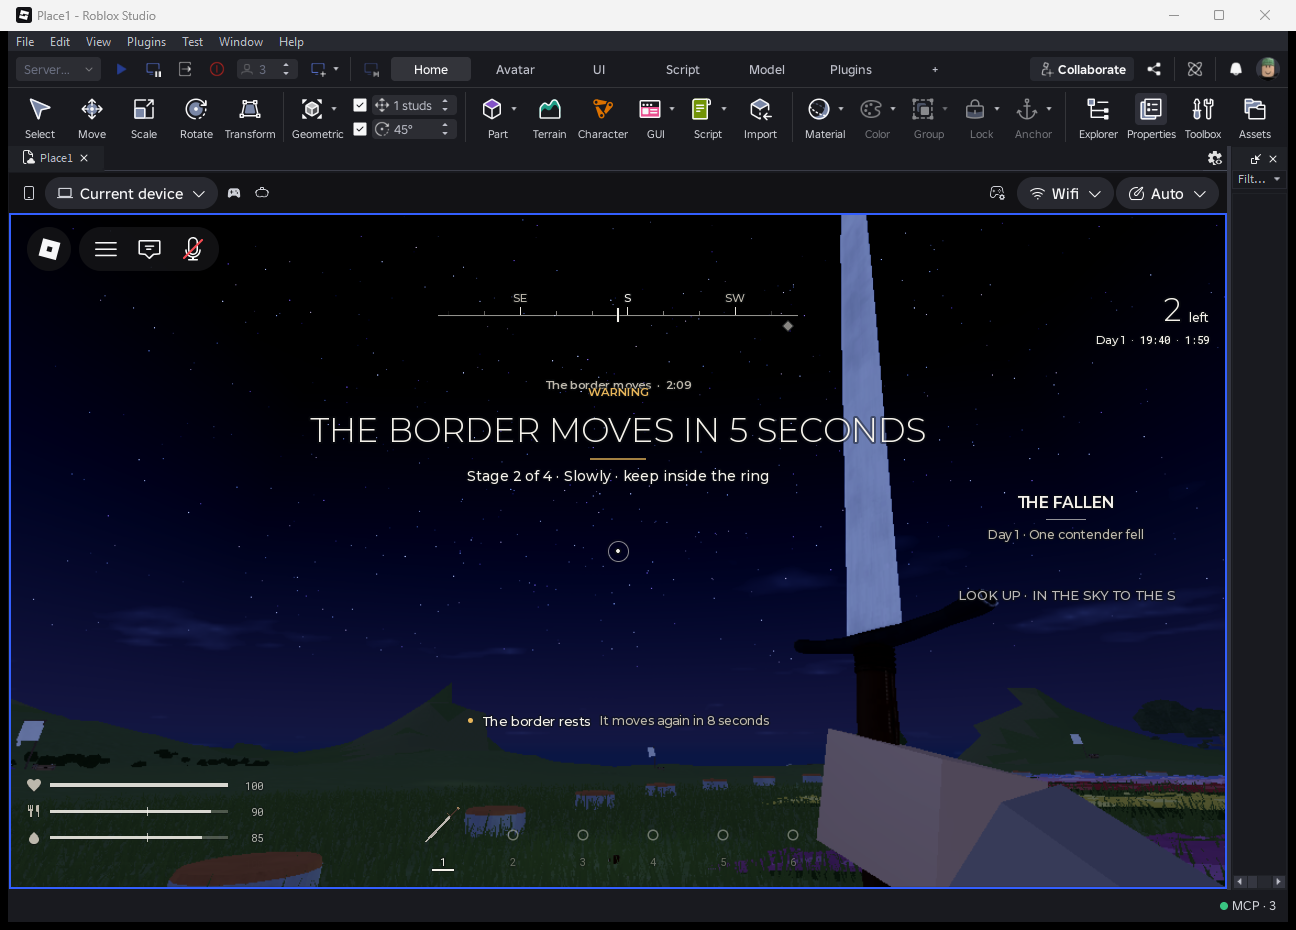 Place1 - Roblox Studio
File Edit View Plugins Test Window Help
Server... 3 Home Avatar UI Script Model Plugins + Collaborate
1 studs
45°
Select Move Scale Rotate Transform Geometric Part Terrain Character GUI Script Import Material Color Group Lock Anchor Explorer Properties Toolbox Assets
Place1
Filt...
Current device Wifi Auto
SE S SW
2 left
Day 1 · 19:40 · 1:59
The border moves · 2:09
WARNING
THE BORDER MOVES IN 5 SECONDS
Stage 2 of 4 · Slowly · keep inside the ring
THE FALLEN
Day 1 · One contender fell
LOOK UP · IN THE SKY TO THE S
The border rests It moves again in 8 seconds
100
90
85
1 2 3 4 5 6
MCP · 3